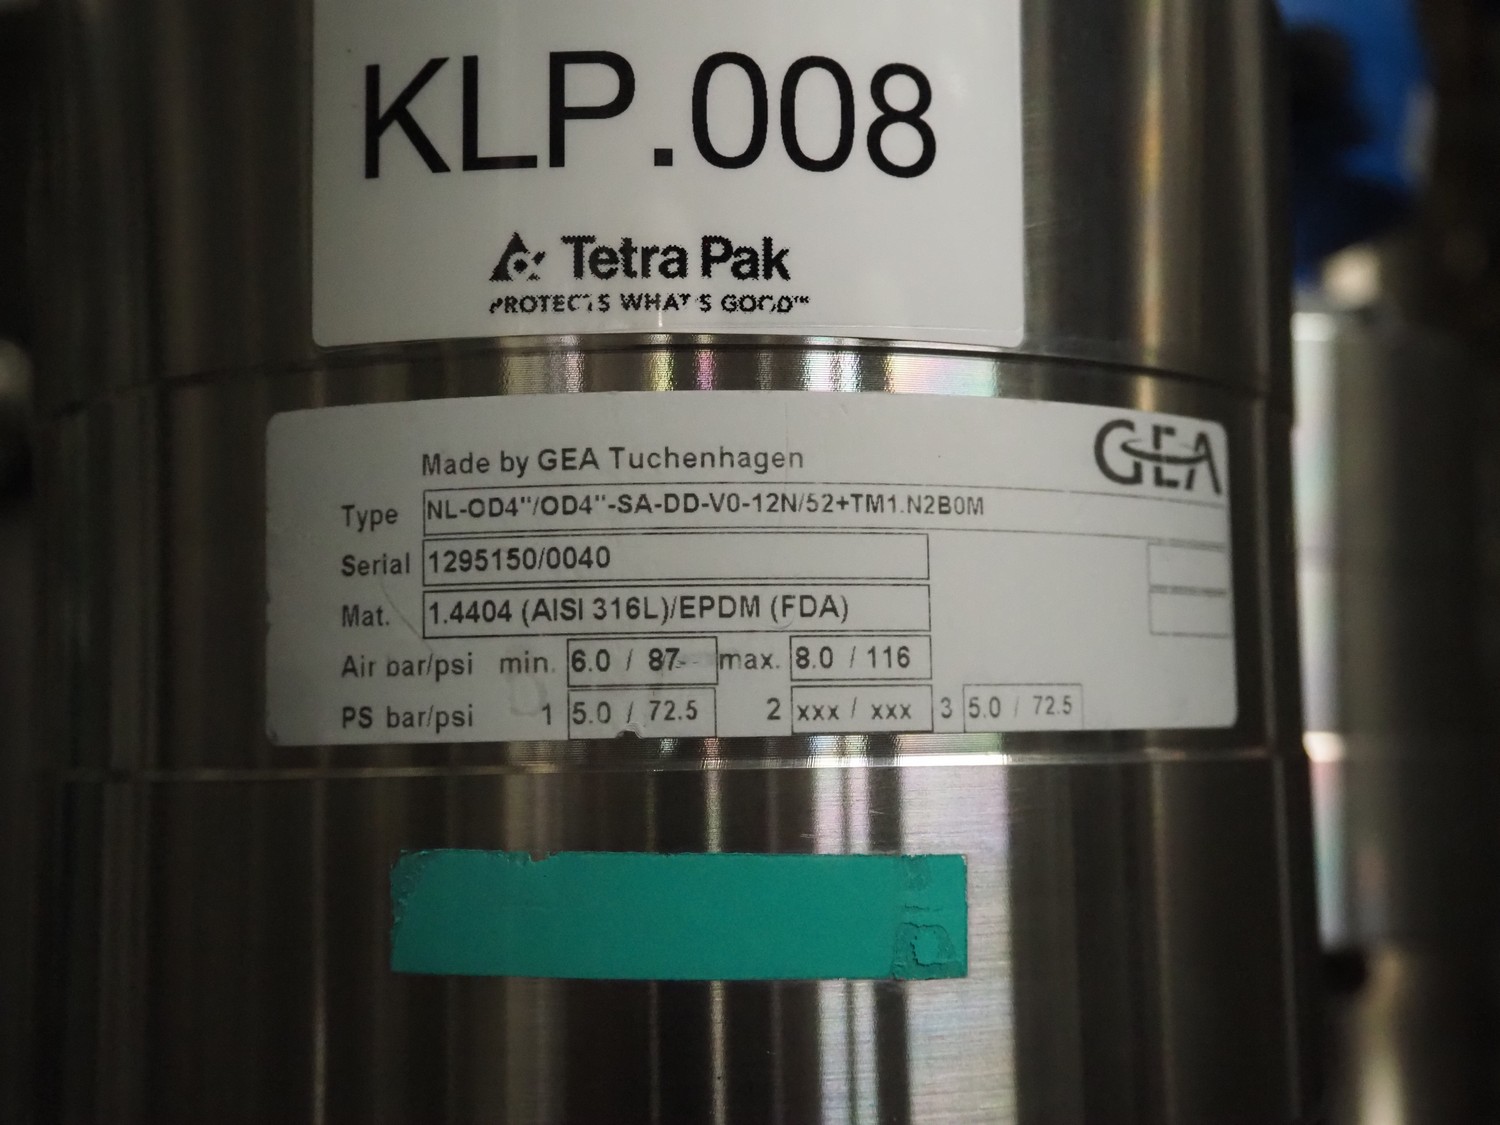 KLP.008
Tetra Pak
PROTECTS WHAT'S GOOD™
GEA
Made by GEA Tuchenhagen
Type NL-OD4"/OD4"-SA-DD-V0-12N/52+TM1.N2B0M
Serial 1295150/0040
Mat. 1.4404 (AISI 316L)/EPDM (FDA)
Air bar/psi min. 6.0 / 87 max. 8.0 / 116
PS bar/psi 1 5.0 / 72.5 2 xxx / xxx 3 5.0 / 72.5